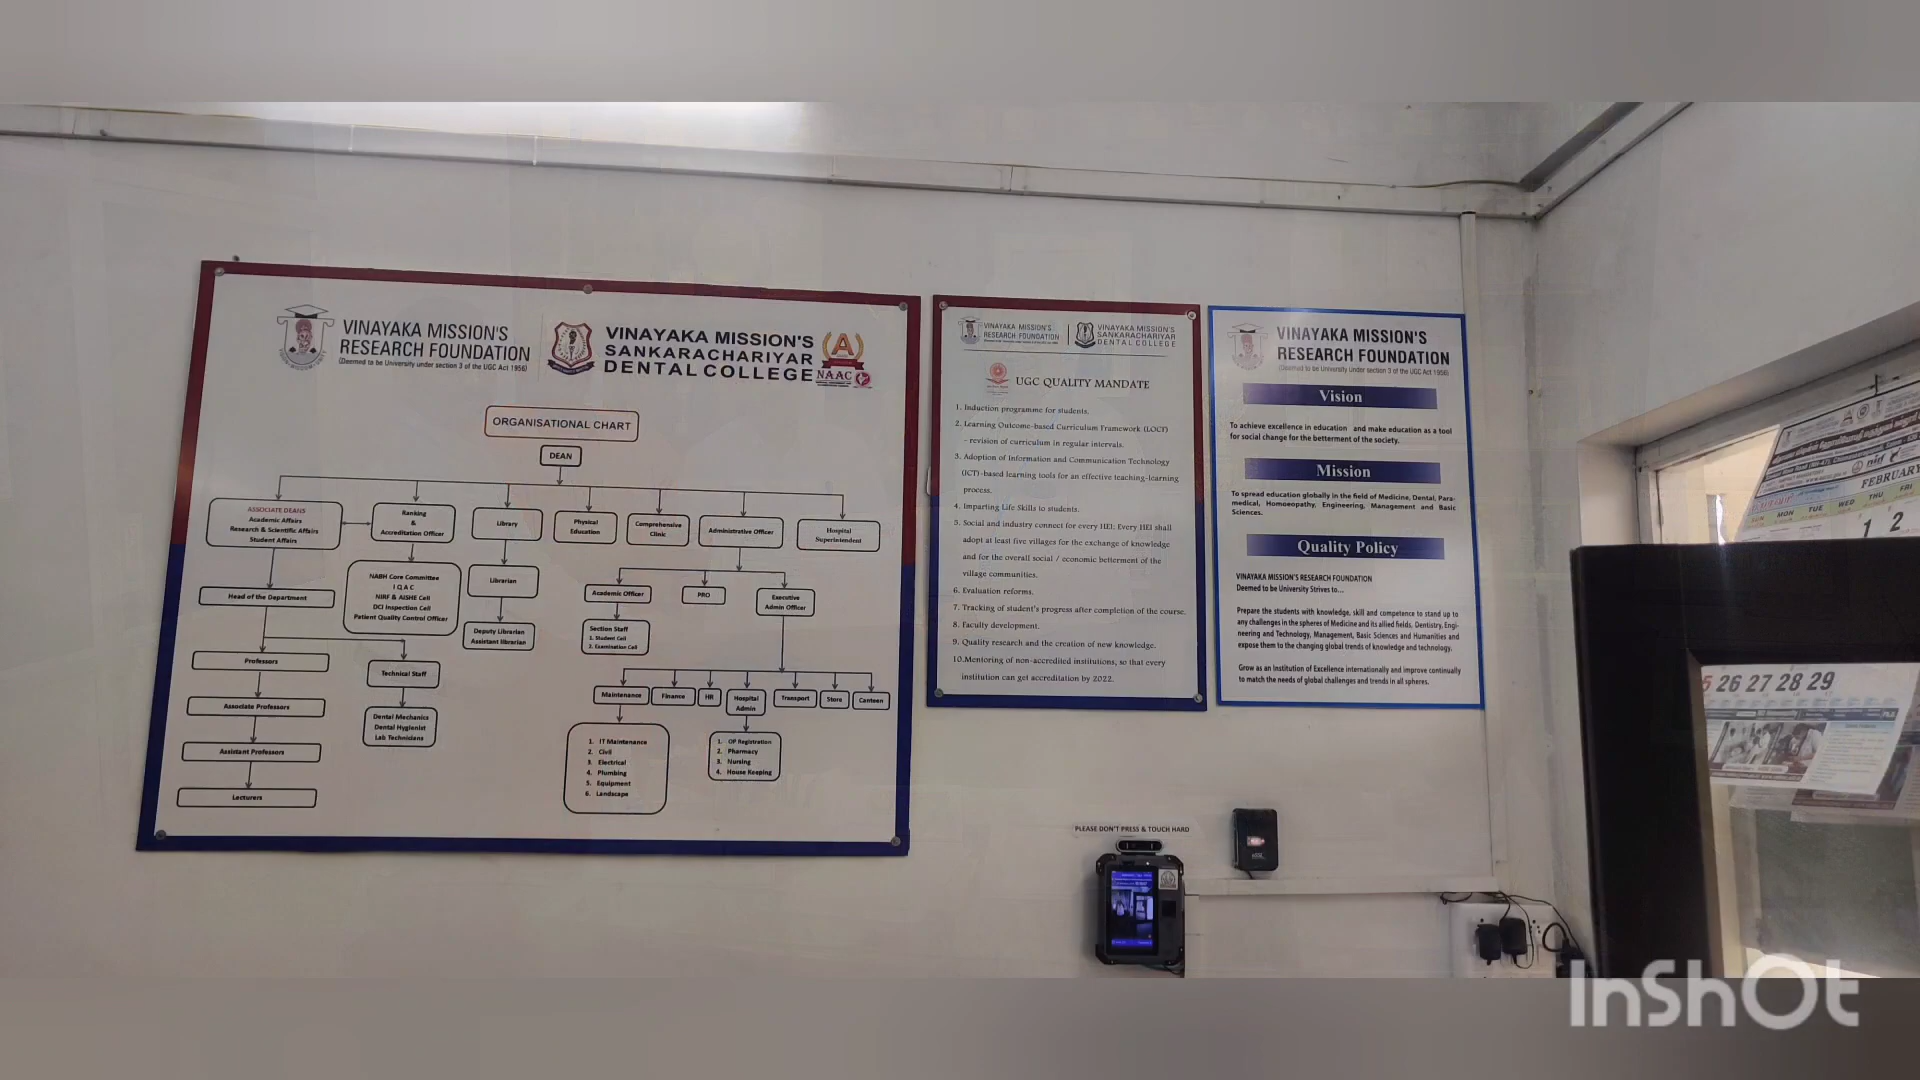 VINAYAKA MISSION'S
RESEARCH FOUNDATION
(Deemed to be University under section 3 of the UGC Act 1956)
VINAYAKA MISSION'S
SANKARACHARIYAR
DENTAL COLLEGE
A
NAAC
ORGANISATIONAL CHART
DEAN
ASSOCIATE DEANS
Academic Affairs
Research & Scientific Affairs
Student Affairs
Ranking
&
Accreditation Officer
Library
Physical
Education
Comprehensive
Clinic
Administrative Officer
Hospital
Superintendent
Head of the Department
NABH Core Committee
I Q A C
NIRF & AISHE Cell
DCI Inspection Cell
Patient Quality Control Officer
Librarian
Deputy Librarian
Assistant librarian
Academic Officer
PRO
Executive
Admin Officer
Section Staff
1. Student Cell
2. Examination Cell
Professors
Technical Staff
Associate Professors
Dental Mechanics
Dental Hygienist
Lab Technicians
Assistant Professors
Lecturers
Maintenance
Finance
HR
Hospital
Admin
Transport
Store
Canteen
1. IT Maintenance
2. Civil
3. Electrical
4. Plumbing
5. Equipment
6. Landscape
1. OP Registration
2. Pharmacy
3. Nursing
4. House Keeping
VINAYAKA MISSION'S
RESEARCH FOUNDATION
VINAYAKA MISSION'S
SANKARACHARIYAR
DENTAL COLLEGE
UGC QUALITY MANDATE
1. Induction programme for students.
2. Learning Outcome-based Curriculum Framework (LOCF)
– revision of curriculum in regular intervals.
3. Adoption of Information and Communication Technology
(ICT)-based learning tools for an effective teaching-learning
process.
4. Imparting Life Skills to students.
5. Social and industry connect for every HEI; Every HEI shall
adopt at least five villages for the exchange of knowledge
and for the overall social / economic betterment of the
village communities.
6. Evaluation reforms.
7. Tracking of student's progress after completion of the course.
8. Faculty development.
9. Quality research and the creation of new knowledge.
10.Mentoring of non-accredited institutions, so that every
institution can get accreditation by 2022.
VINAYAKA MISSION'S
RESEARCH FOUNDATION
(Deemed to be University under section 3 of the UGC Act 1956)
Vision
To achieve excellence in education and make education as a tool
for social change for the betterment of the society.
Mission
To spread education globally in the field of Medicine, Dental, Para-
medical, Homoeopathy, Engineering, Management and Basic
Sciences.
Quality Policy
VINAYAKA MISSION'S RESEARCH FOUNDATION
Deemed to be University Strives to...
Prepare the students with knowledge, skill and competence to stand up to
any challenges in the spheres of Medicine and its allied fields, Dentistry, Engi-
neering and Technology, Management, Basic Sciences and Humanities and
expose them to the changing global trends of knowledge and technology.
Grow as an Institution of Excellence internationally and improve continually
to match the needs of global challenges and trends in all spheres.
PLEASE DON'T PRESS & TOUCH HARD
nirf
FEBRUARY
SUN MON TUE WED THU FRI
1 2
26 27 28 29
InShOt